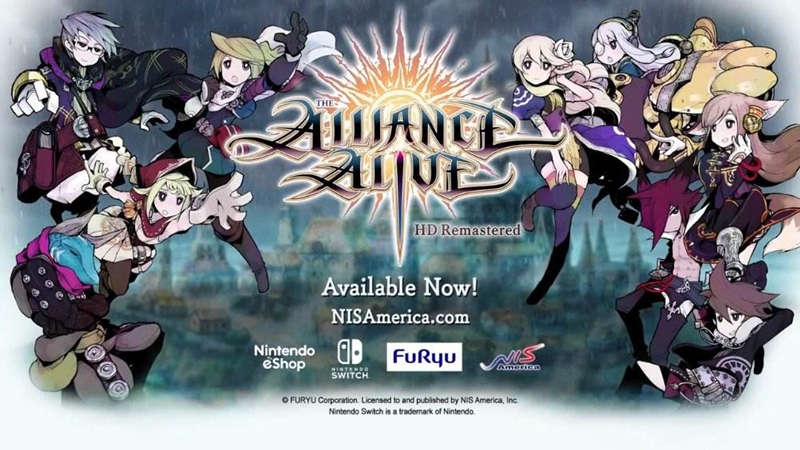 THE
ALLIANCE
ALIVE
HD Remastered
Available Now!
NISAmerica.com
Nintendo
eShop
NINTENDO
SWITCH
FuRyu
NIS
America
© FURYU Corporation. Licensed to and published by NIS America, Inc.
Nintendo Switch is a trademark of Nintendo.